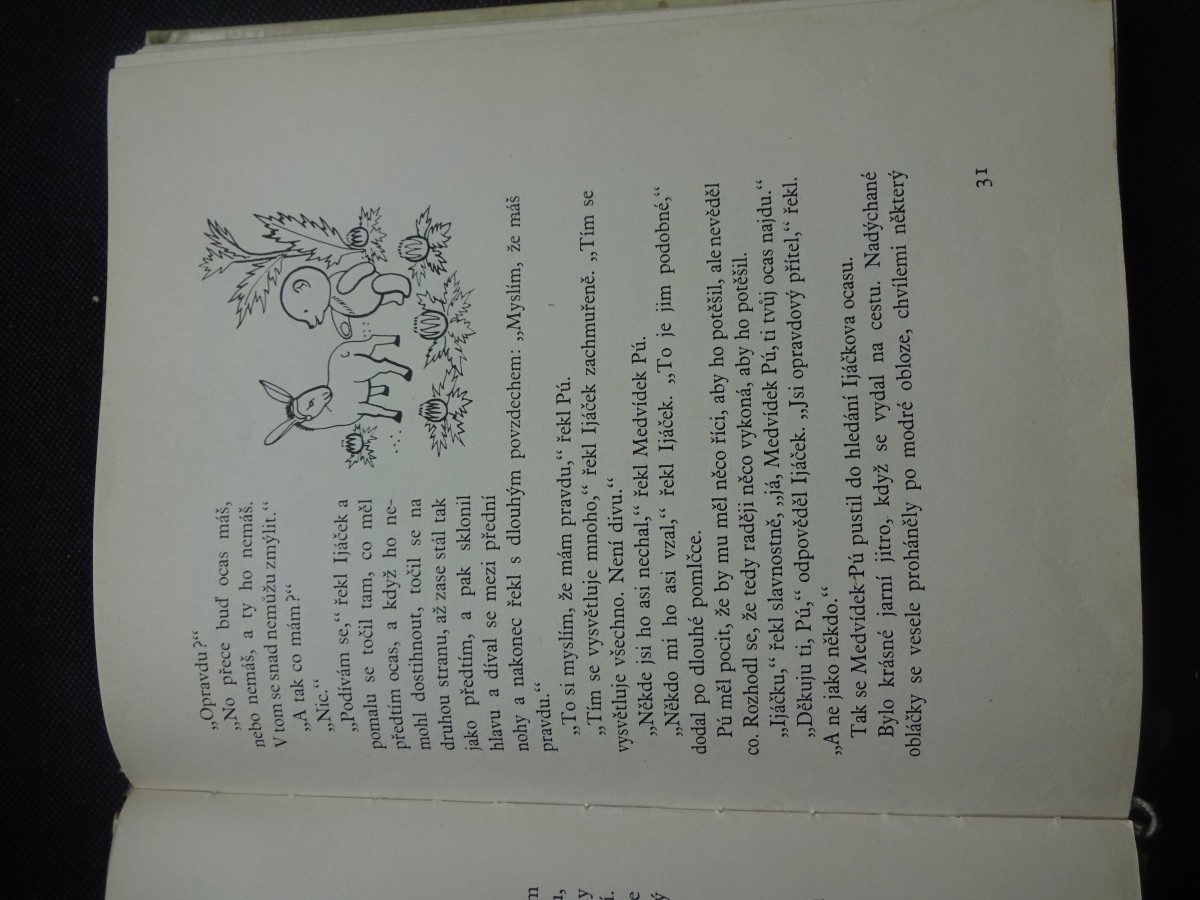 „Opravdu?“
„No přece buď ocas máš,
nebo nemáš, a ty ho nemáš.
V tom se snad nemůžu zmýlit.“
„A tak co mám?“
„Nic.“
„Podívám se,“ řekl Ijáček a
pomalu se točil tam, co měl
předtím ocas, a když ho ne-
mohl dostihnout, točil se na
druhou stranu, až zase stál tak
jako předtím, a pak sklonil
hlavu a díval se mezi přední
nohy a nakonec řekl s dlouhým povzdechem: „Myslím, že máš
pravdu.“
„To si myslím, že mám pravdu,“ řekl Pú.
„Tím se vysvětluje mnoho,“ řekl Ijáček zachmuřeně. „Tím se
vysvětluje všechno. Není divu.“
„Někde jsi ho asi nechal,“ řekl Medvídek Pú.
„Někdo mi ho asi vzal,“ řekl Ijáček. „To je jim podobné,“
dodal po dlouhé pomlčce.
Pú měl pocit, že by mu měl něco říci, aby ho potěšil, ale nevěděl
co. Rozhodl se, že tedy raději něco vykoná, aby ho potěšil.
„Ijáčku,“ řekl slavnostně, „já, Medvídek Pú, ti tvůj ocas najdu.“
„Děkuju ti, Pú,“ odpověděl Ijáček. „Jsi opravdový přítel,“ řekl.
„A ne jako někdo.“
Tak se Medvídek Pú pustil do hledání Ijáčkova ocasu.
Bylo krásné jarní jitro, když se vydal na cestu. Nadýchané
obláčky se vesele proháněly po modré obloze, chvílemi některý
31